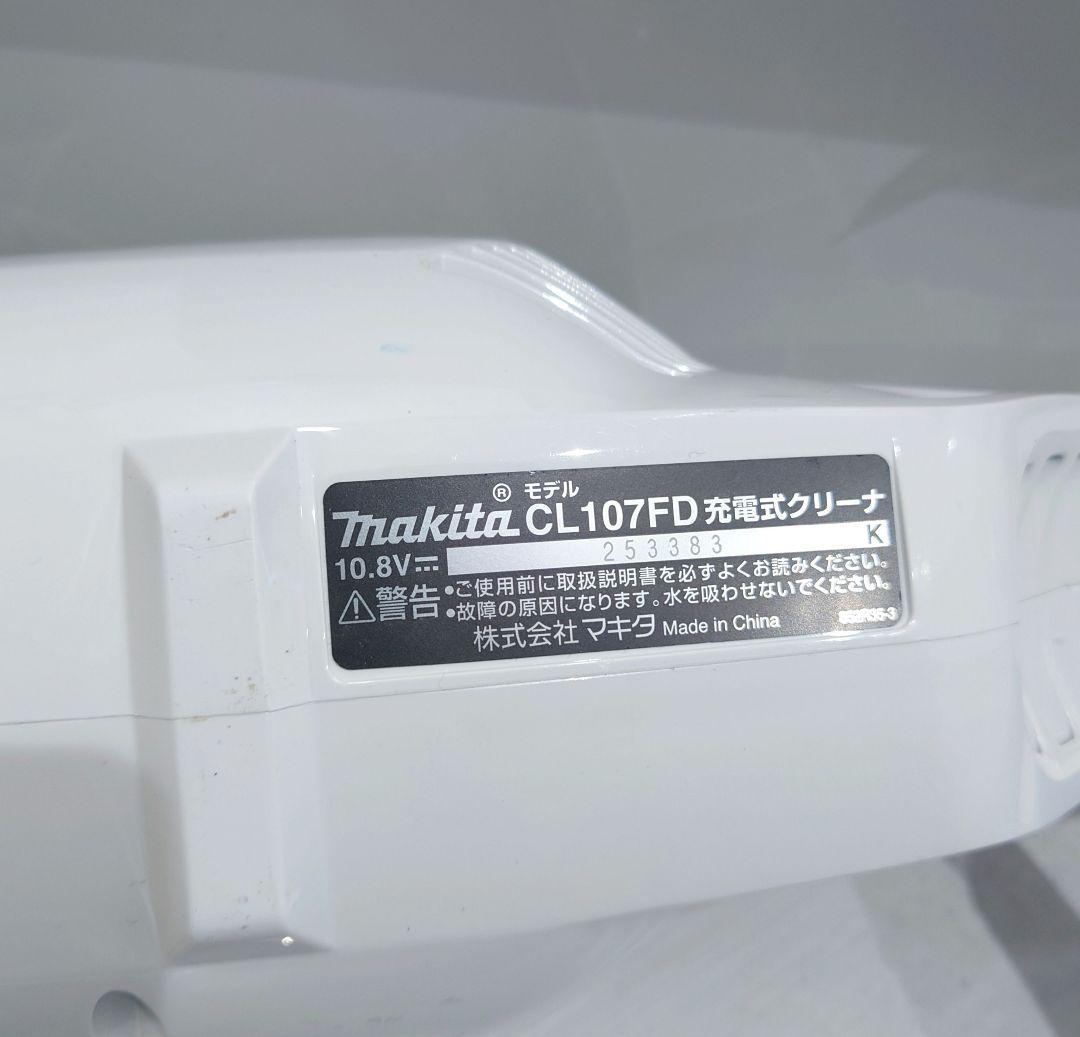 makita® モデル CL107FD 充電式クリーナ
10.8V⎓ 253383 K
⚠警告 •ご使用前に取扱説明書を必ずよくお読みください。
•故障の原因になります。水を吸わせないでください。
株式会社 マキタ Made in China